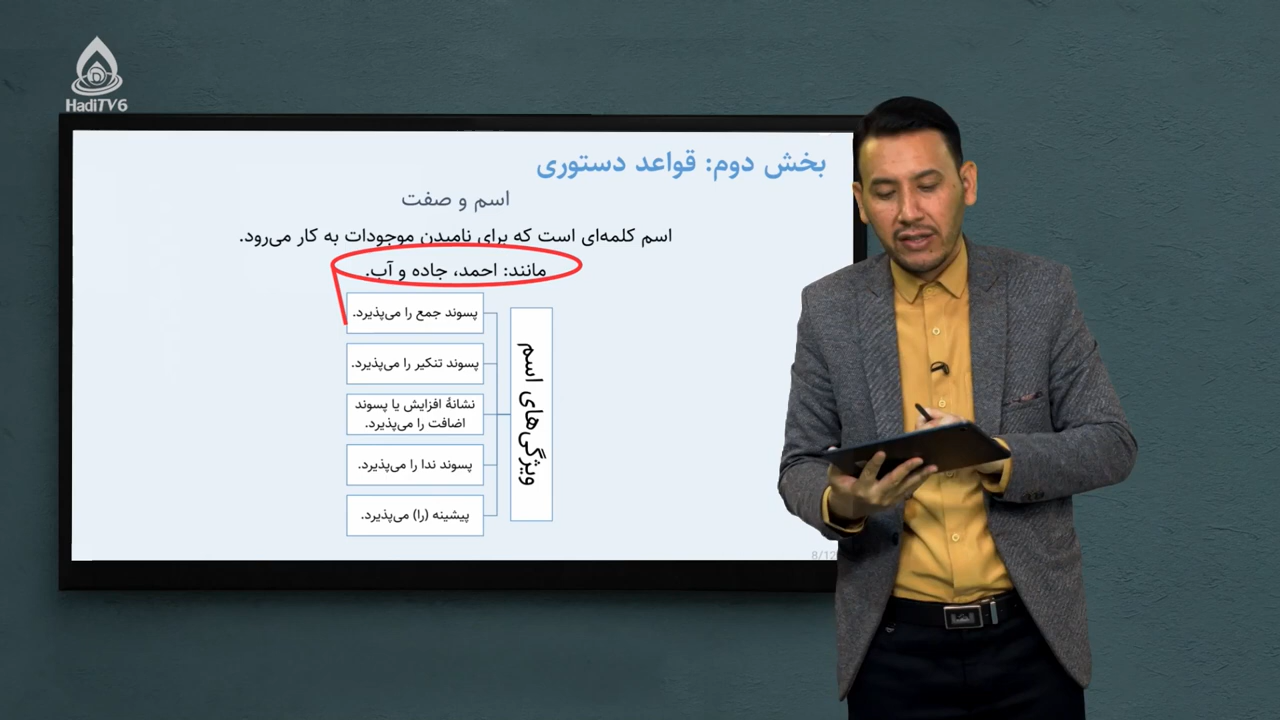 HadiTV6
بخش دوم: قواعد دستوری
اسم و صفت
اسم کلمه‌ای است که برای نامیدن موجودات به کار می‌رود.
مانند: احمد، جاده و آب.
ویژگی‌های اسم
پسوند جمع را می‌پذیرد.
پسوند تنکیر را می‌پذیرد.
نشانهٔ افزایش یا پسوند
اضافت را می‌پذیرد.
پسوند ندا را می‌پذیرد.
پیشینه (را) می‌پذیرد.